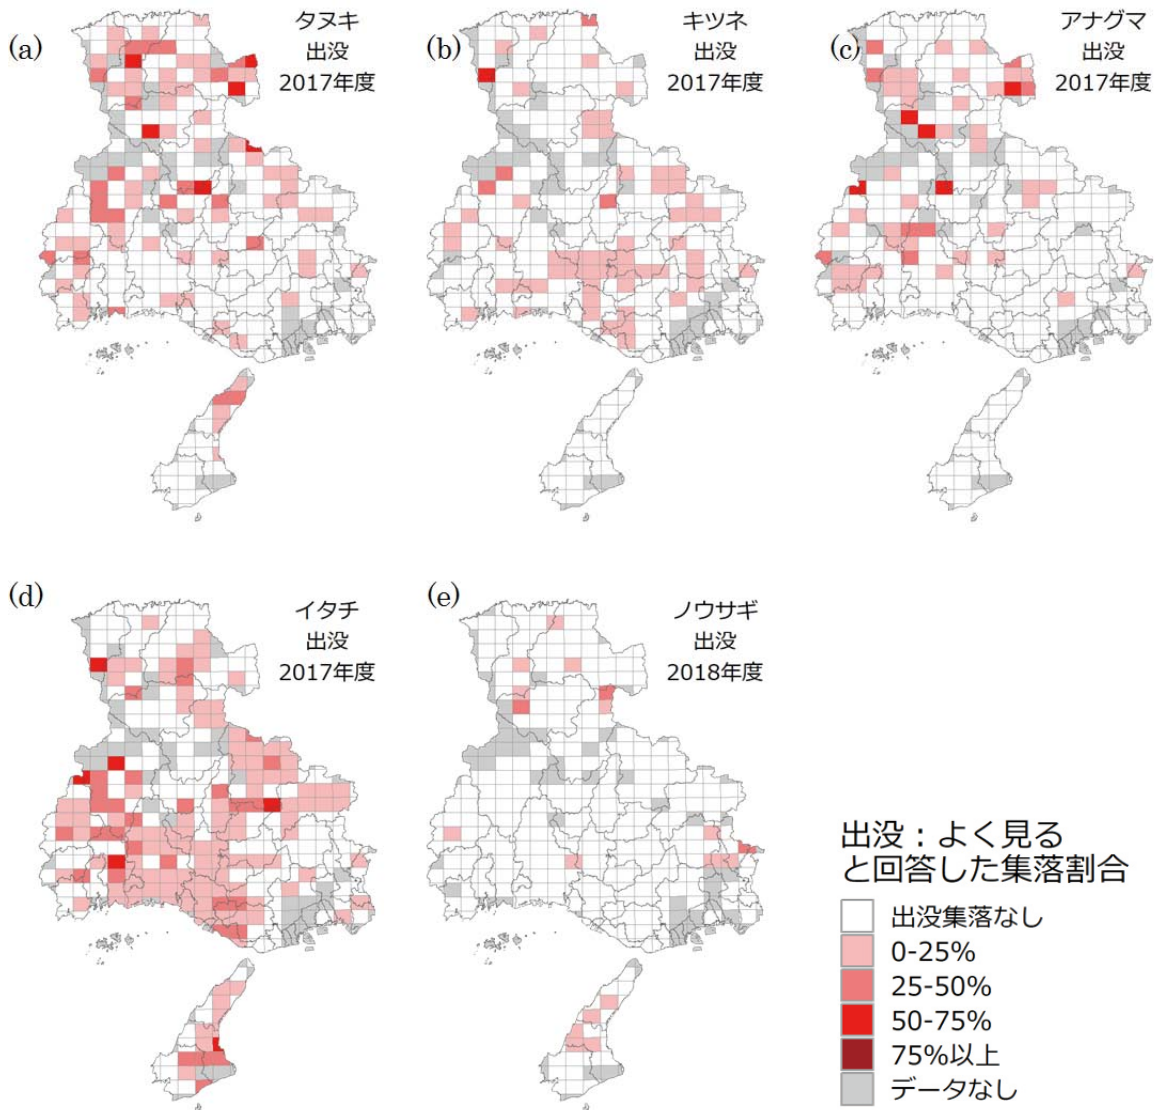 (a)
タヌキ
出没
2017年度
(b)
キツネ
出没
2017年度
(c)
アナグマ
出没
2017年度
(d)
イタチ
出没
2017年度
(e)
ノウサギ
出没
2018年度
出没：よく見る
と回答した集落割合
出没集落なし
0-25%
25-50%
50-75%
75%以上
データなし